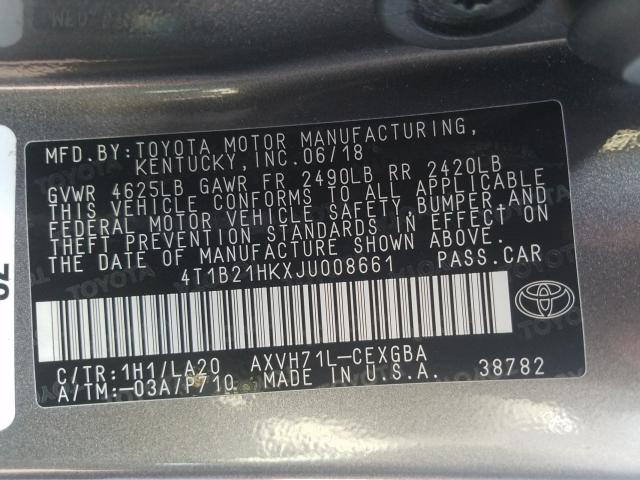 MFD. BY:TOYOTA MOTOR MANUFACTURING,
KENTUCKY, INC.06/18
GVWR 4625LB GAWR FR 2490LB RR 2420LB
THIS VEHICLE CONFORMS TO ALL APPLICABLE
FEDERAL MOTOR VEHICLE SAFETY,BUMPER,AND
THEFT PREVENTION STANDARDS IN EFFECT ON
THE DATE OF MANUFACTURE SHOWN ABOVE.
4T1B21HKXJU008661 PASS.CAR
C/TR:1H1/LA20 AXVH71L-CEXGBA
A/TM:-03A/P710 MADE IN U.S.A. 38782